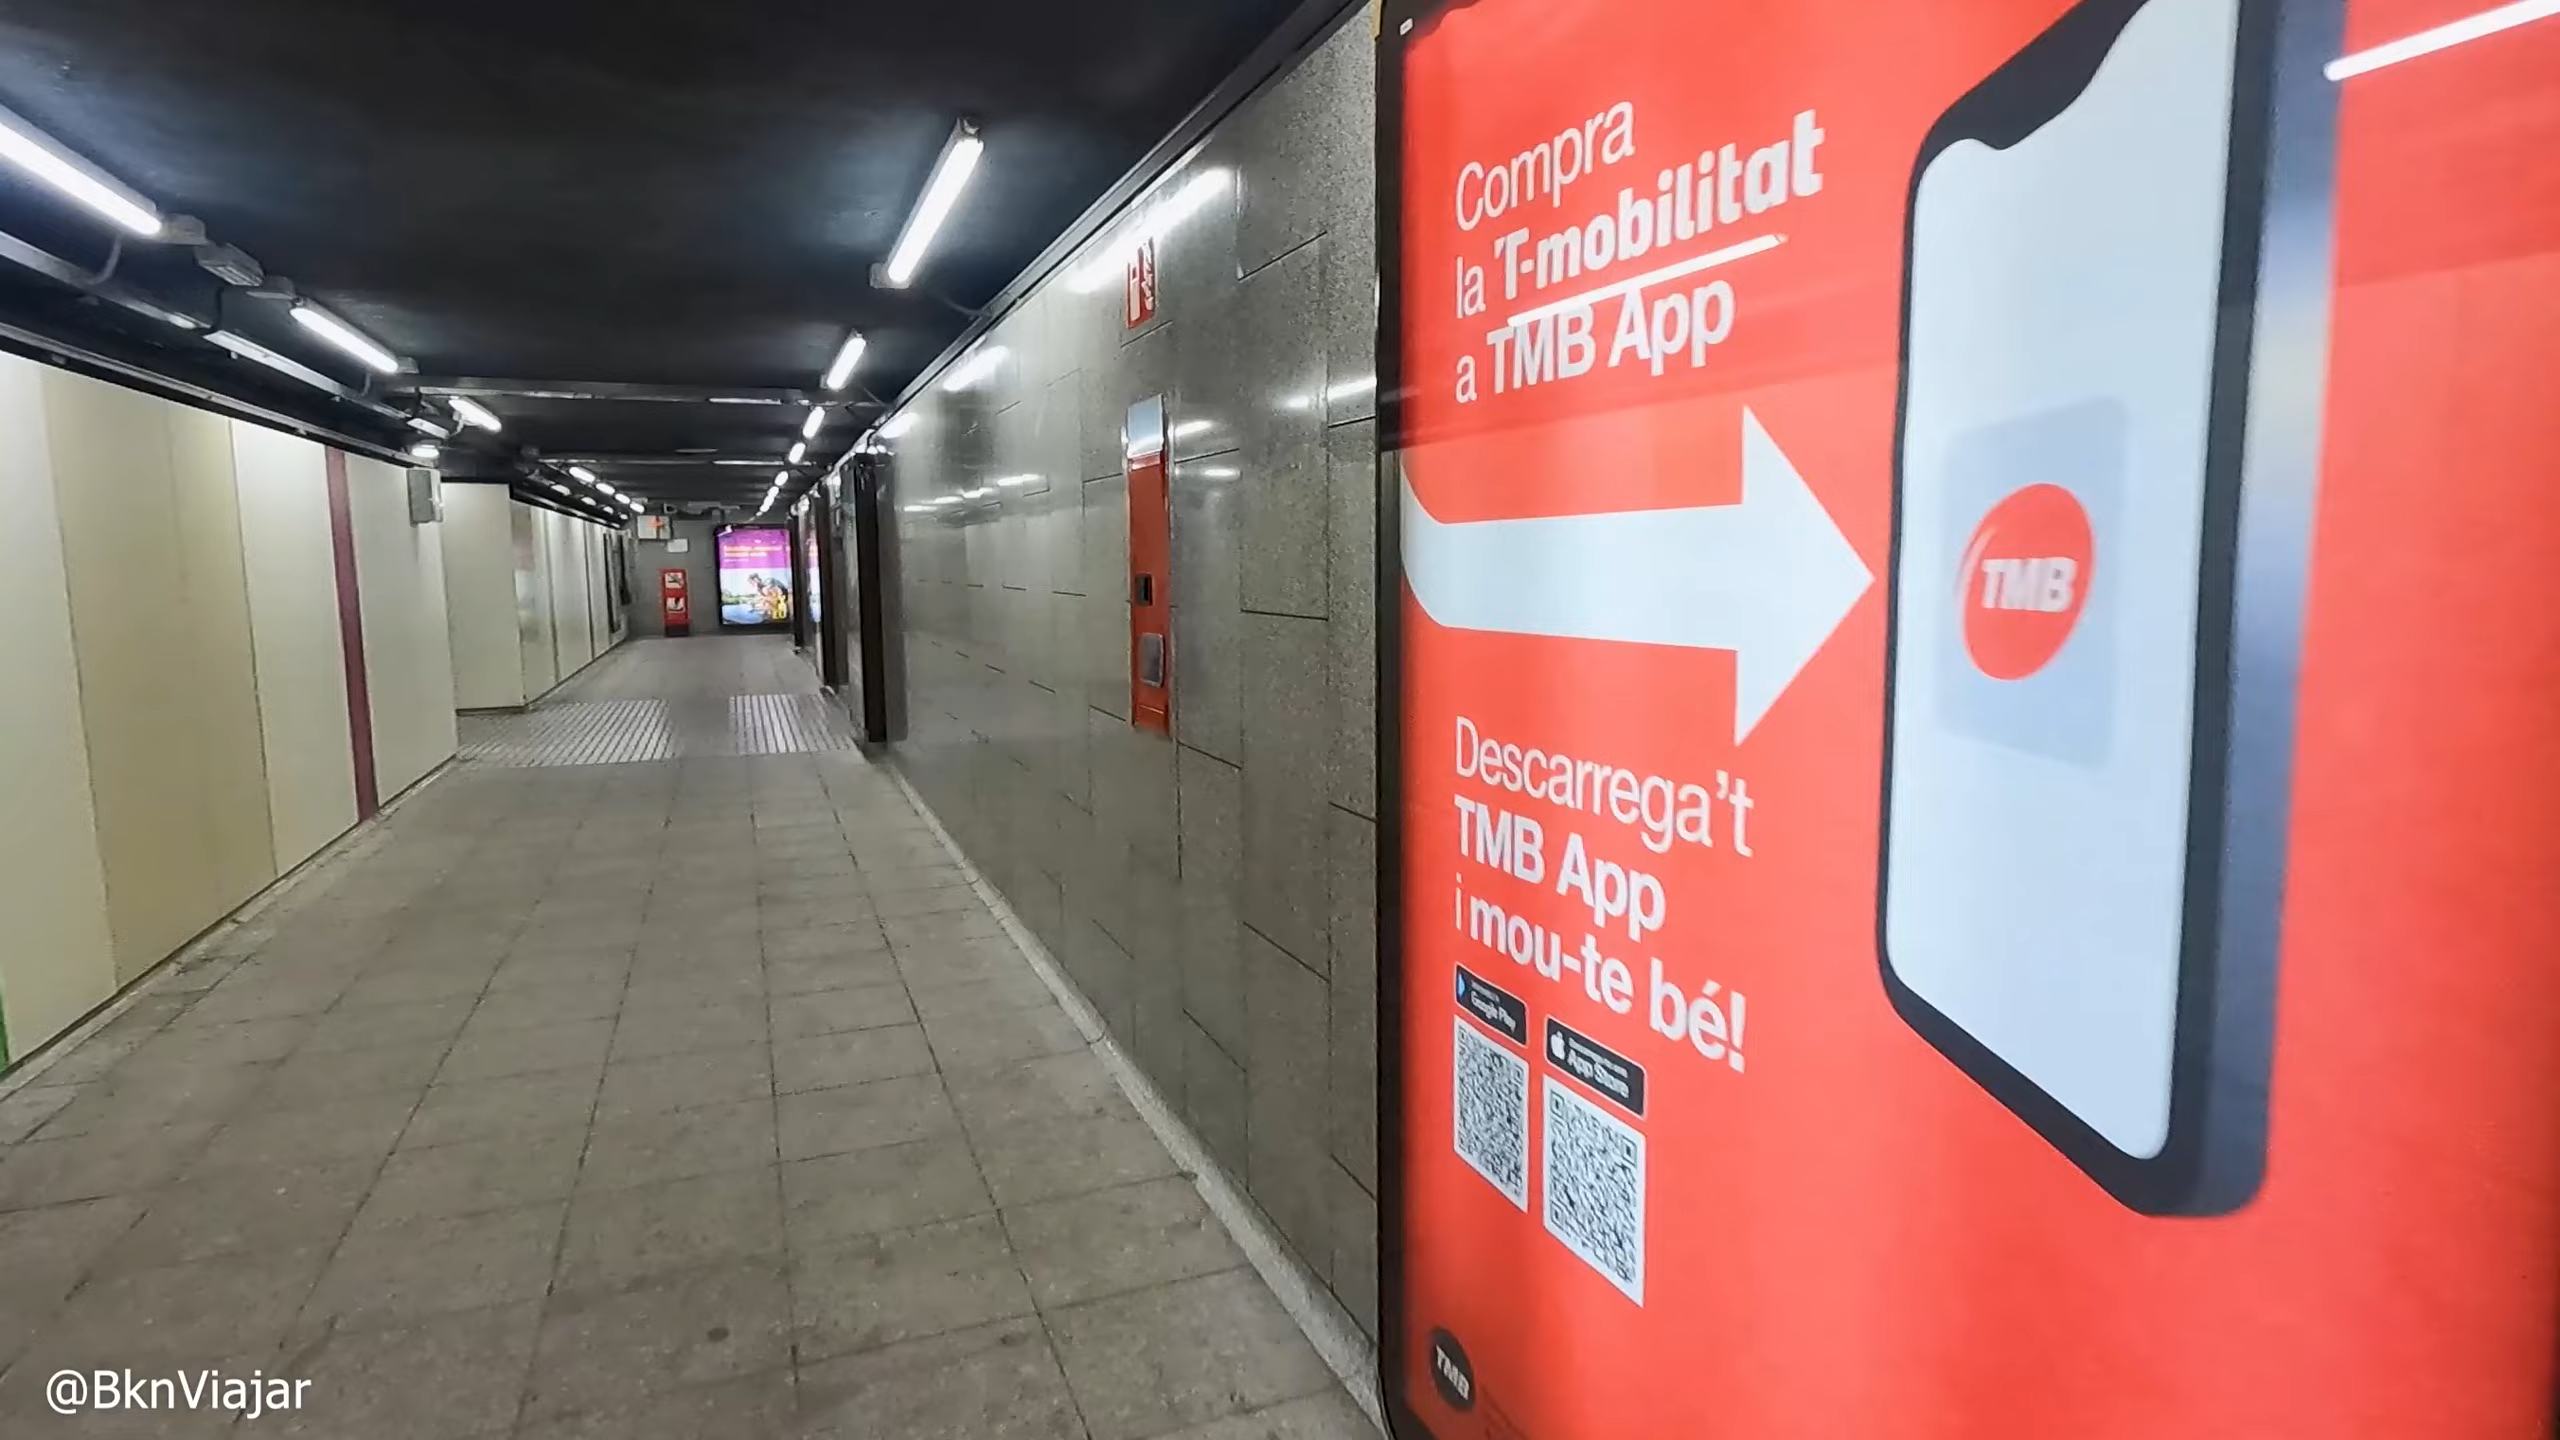 Compra
la T-mobilitat
a TMB App
TMB
Descarrega't
TMB App
i mou-te bé!
Google Play
App Store
TMB
@BknViajar